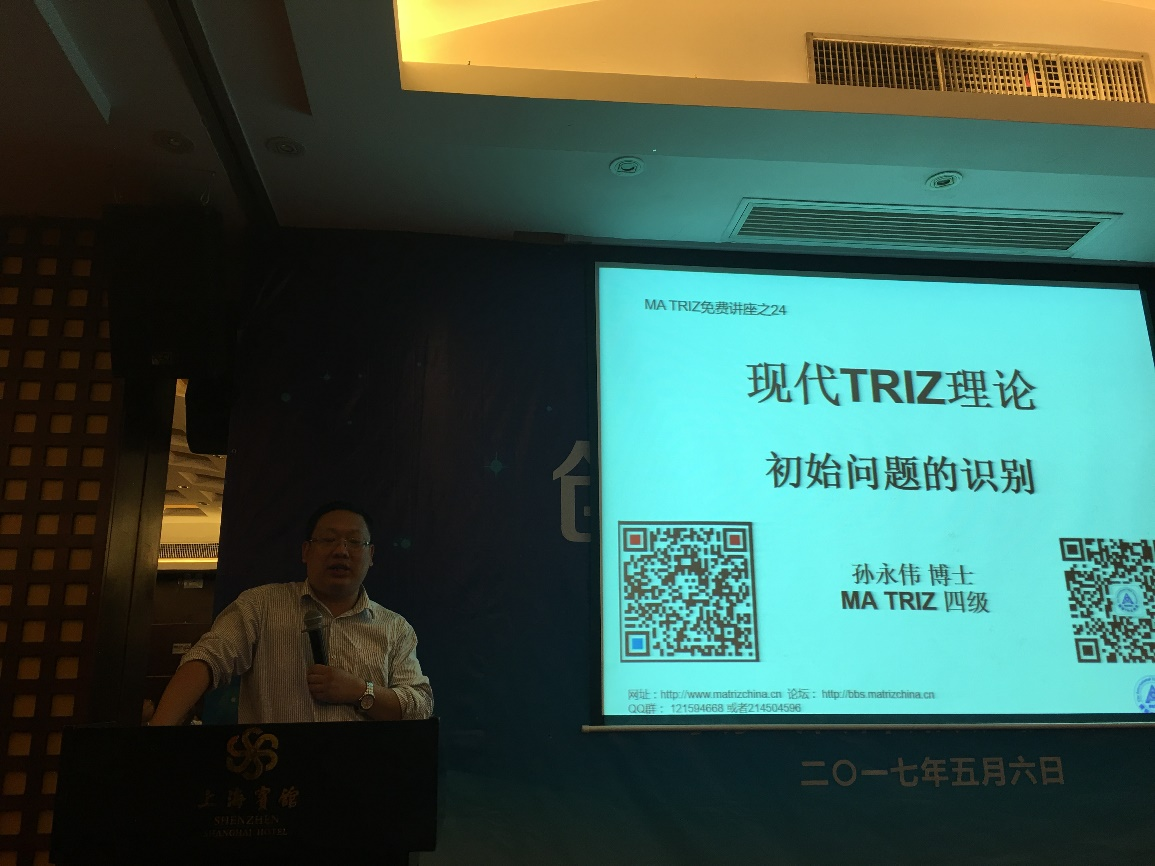 MA TRIZ免费讲座之24
现代TRIZ理论
初始问题的识别
孙永伟 博士
MA TRIZ 四级
网址：http://www.matrizchina.cn 论坛： http://bbs.matrizchina.cn
QQ群： 121594668 或者214504596
创
二〇一七年五月六日
上海宾馆
SHENZHEN
SHANGHAI HOTEL